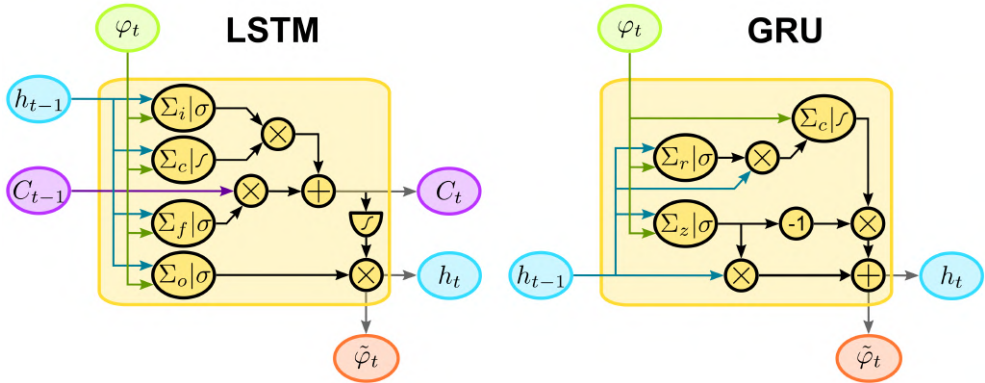 LSTM
φ_t
h_{t−1}
Σ_i|σ
Σ_c|∫
C_{t−1}
Σ_f|σ
Σ_o|σ
×
×
+
×
∫
C_t
h_t
φ̃_t
GRU
φ_t
Σ_c|∫
Σ_r|σ
×
Σ_z|σ
-1
×
h_{t−1}
×
+
h_t
φ̃_t